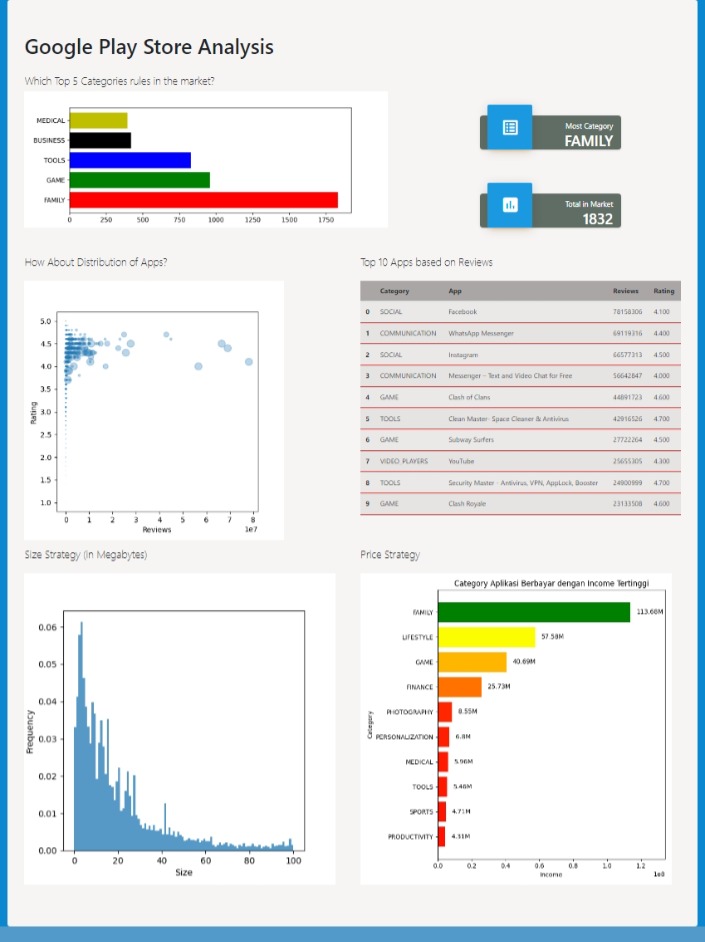 Google Play Store Analysis
Which Top 5 Categories rules in the market?
MEDICAL
BUSINESS
TOOLS
GAME
FAMILY
0 250 500 750 1000 1250 1500 1750
Most Category
FAMILY
Total in Market
1832
How About Distribution of Apps?
5.0
4.5
4.0
3.5
3.0
2.5
2.0
1.5
1.0
Rating
0 1 2 3 4 5 6 7 8
Reviews 1e7
Top 10 Apps based on Reviews
Category App Reviews Rating
0 SOCIAL Facebook 78158306 4.100
1 COMMUNICATION WhatsApp Messenger 69119316 4.400
2 SOCIAL Instagram 66577313 4.500
3 COMMUNICATION Messenger – Text and Video Chat for Free 56642847 4.000
4 GAME Clash of Clans 44891723 4.600
5 TOOLS Clean Master- Space Cleaner & Antivirus 42916526 4.700
6 GAME Subway Surfers 27722264 4.500
7 VIDEO_PLAYERS YouTube 25655305 4.300
8 TOOLS Security Master - Antivirus, VPN, AppLock, Booster 24900999 4.700
9 GAME Clash Royale 23133508 4.600
Size Strategy (In Megabytes)
0.06
0.05
0.04
0.03
0.02
0.01
0.00
Frequency
0 20 40 60 80 100
Size
Price Strategy
Category Aplikasi Berbayar dengan Income Tertinggi
FAMILY 113.66M
LIFESTYLE 57.58M
GAME 40.69M
FINANCE 25.73M
PHOTOGRAPHY 8.55M
PERSONALIZATION 6.8M
MEDICAL 5.96M
TOOLS 5.46M
SPORTS 4.71M
PRODUCTIVITY 4.31M
Category
0.0 0.2 0.4 0.6 0.8 1.0 1.2
Income 1e8